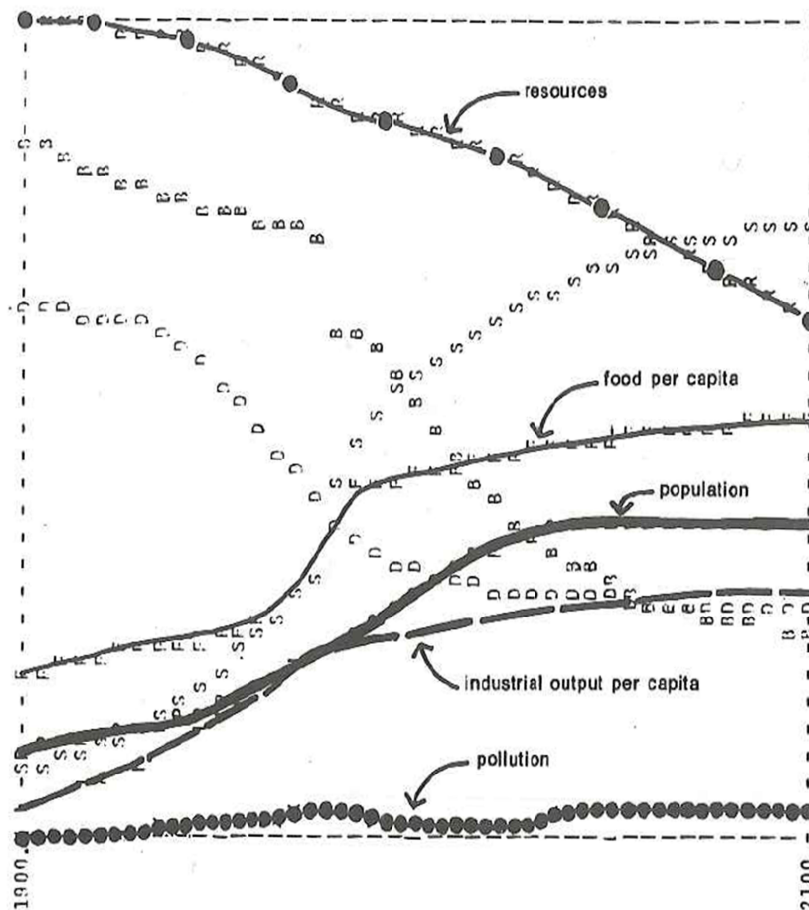 resources
food per capita
population
industrial output per capita
pollution
1900
2100